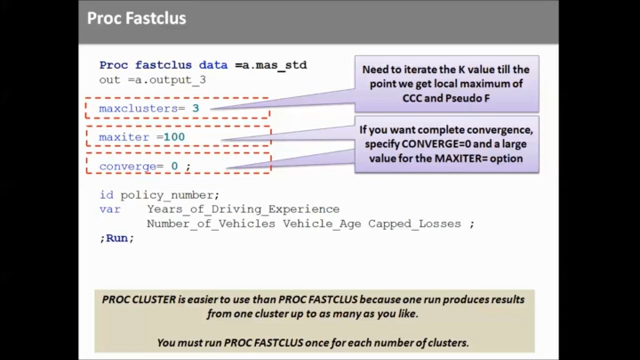 Proc Fastclus
Proc fastclus data =a.mas_std
out =a.output_3
maxclusters= 3
maxiter =100
converge= 0 ;
id policy_number;
var Years_of_Driving_Experience
Number_of_Vehicles Vehicle_Age Capped_Losses ;
;Run;
Need to iterate the K value till the
point we get local maximum of
CCC and Pseudo F
If you want complete convergence,
specify CONVERGE=0 and a large
value for the MAXITER= option
PROC CLUSTER is easier to use than PROC FASTCLUS because one run produces results
from one cluster up to as many as you like.
You must run PROC FASTCLUS once for each number of clusters.